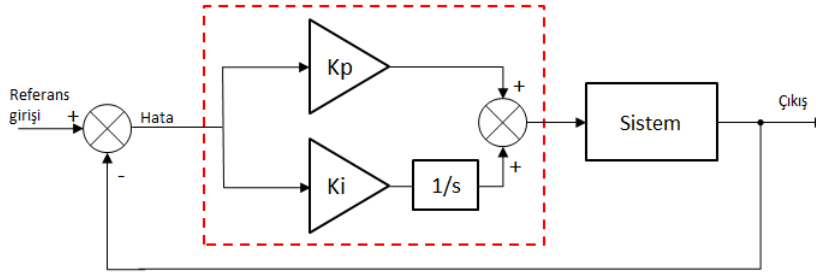 Referans
girişi
+
-
Hata
Kp
Ki
1/s
+
+
Sistem
Çıkış